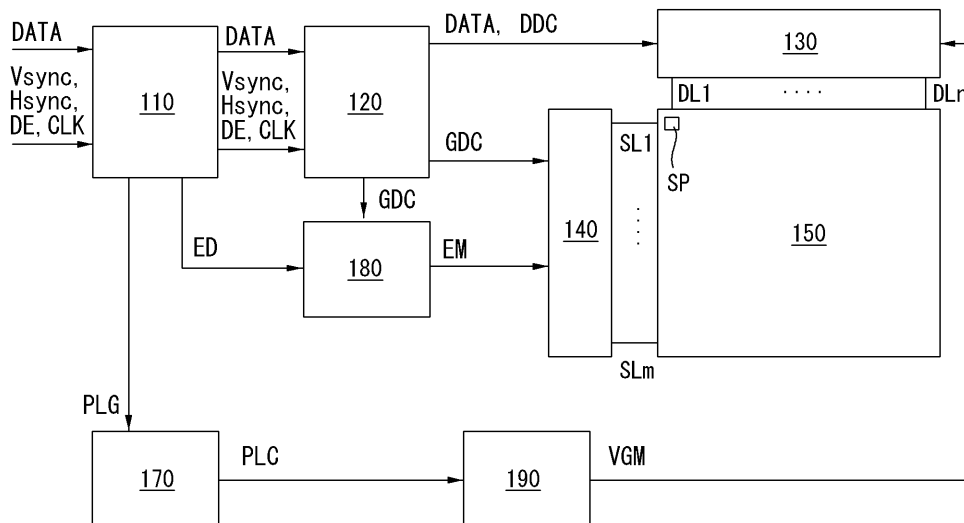 DATA
Vsync,
Hsync,
DE, CLK
110
DATA
Vsync,
Hsync,
DE, CLK
120
DATA, DDC
130
DL1
· · · ·
DLn
GDC
GDC
140
SL1
SP
150
ED
180
EM
SLm
PLG
170
PLC
190
VGM